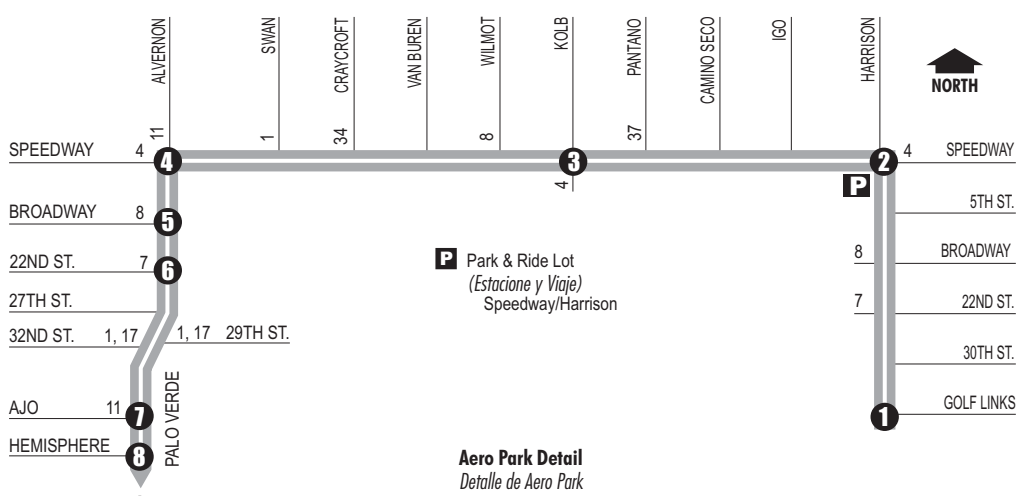 ALVERNON
SWAN
CRAYCROFT
VAN BUREN
WILMOT
KOLB
PANTANO
CAMINO SECO
IGO
HARRISON
NORTH
11
1
34
8
37
SPEEDWAY 4 4
3
4
2 4 SPEEDWAY
P
5TH ST.
BROADWAY 8 5
8 BROADWAY
22ND ST. 7 6
P Park & Ride Lot
(Estacione y Viaje)
Speedway/Harrison
7 22ND ST.
27TH ST.
32ND ST. 1, 17
1, 17 29TH ST.
30TH ST.
PALO VERDE
AJO 11 7
1 GOLF LINKS
HEMISPHERE 8
Aero Park Detail
Detalle de Aero Park